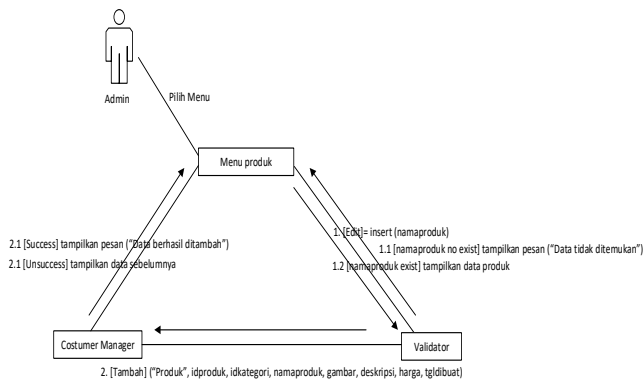 Admin
Pilih Menu
Menu produk
1. [Edit]= insert (namaproduk)
2.1 [Success] tampilkan pesan (“Data berhasil ditambah”)
1.1 [namaproduk no exist] tampilkan pesan (“Data tidak ditemukan”)
2.1 [Unsuccess] tampilkan data sebelumnya
1.2 [namaproduk exist] tampilkan data produk
Costumer Manager
Validator
2. [Tambah] (“Produk”, idproduk, idkategori, namaproduk, gambar, deskripsi, harga, tgldibuat)